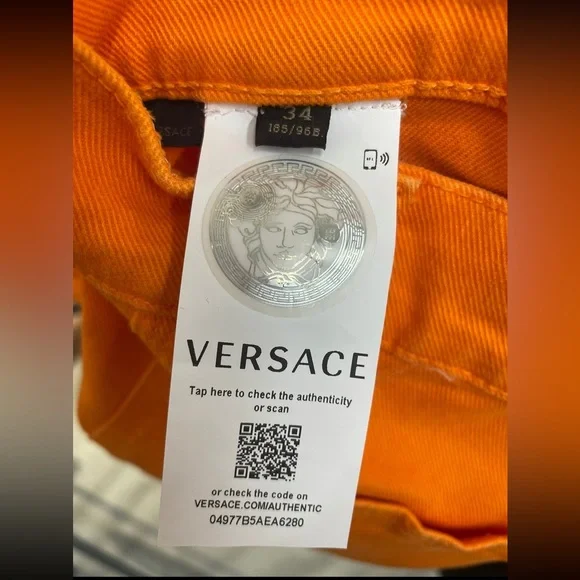 34
185/96B
SACE
VERSACE
Tap here to check the authenticity
or scan
or check the code on
VERSACE.COM/AUTHENTIC
04977B5AEA6280